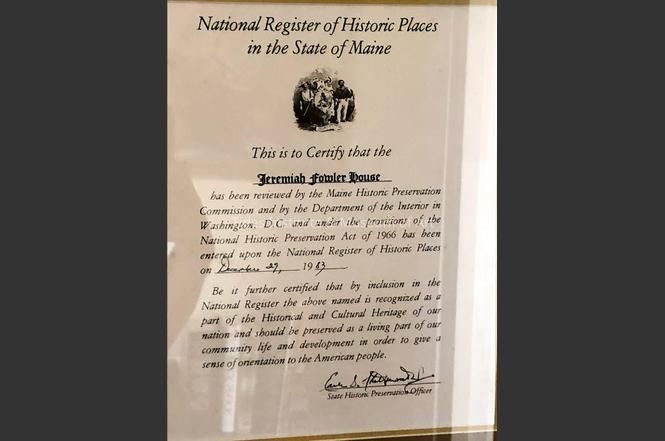 National Register of Historic Places
in the State of Maine
This is to Certify that the
Jeremiah Fowler House
has been reviewed by the Maine Historic Preservation
Commission and by the Department of the Interior in
Washington, D.C. and under the provisions of the
National Historic Preservation Act of 1966 has been
entered upon the National Register of Historic Places
on December 29, 1983
Be it further certified that by inclusion in the
National Register the above named is recognized as a
part of the Historical and Cultural Heritage of our
nation and should be preserved as a living part of our
community life and development in order to give a
sense of orientation to the American people.
State Historic Preservation Officer